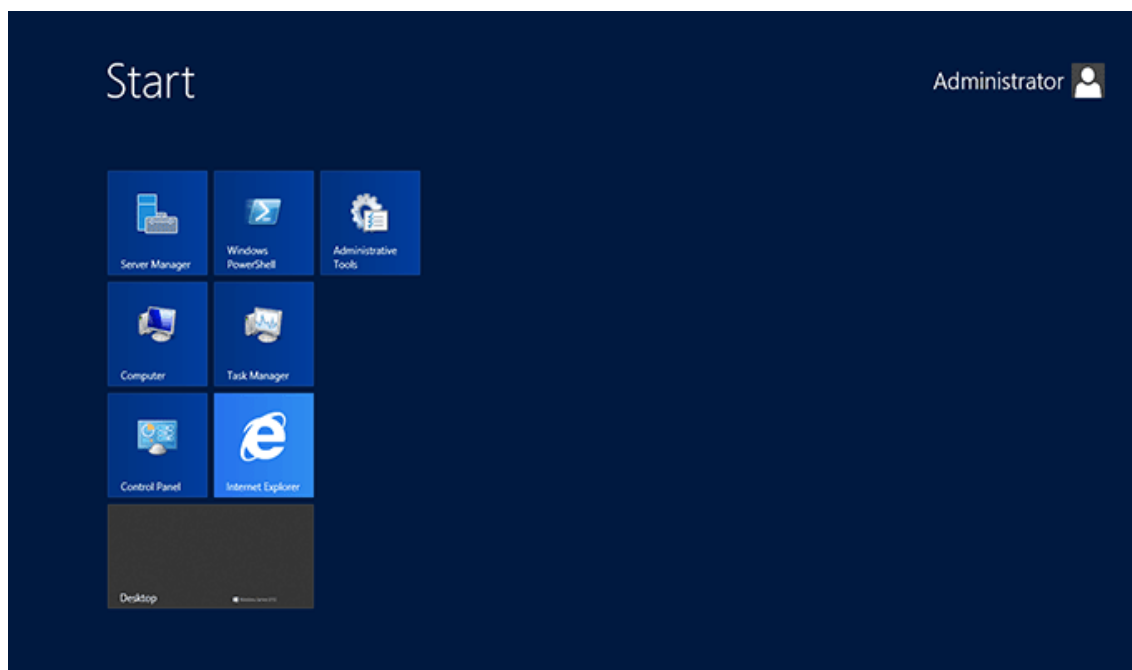 Start
Administrator
Server Manager
Windows
PowerShell
Administrative
Tools
Computer
Task Manager
Control Panel
Internet Explorer
Desktop